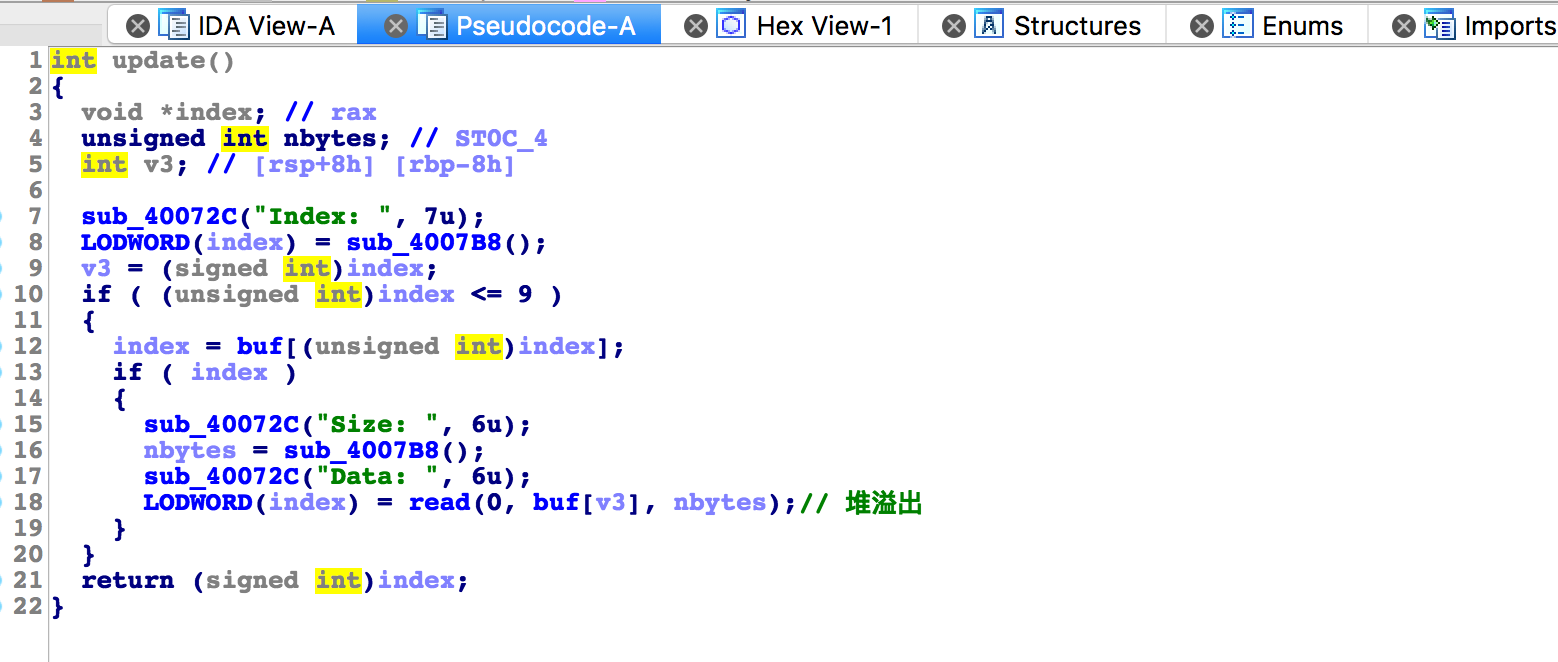 IDA View-A Pseudocode-A Hex View-1 Structures Enums Imports
1 int update()
2 {
3   void *index; // rax
4   unsigned int nbytes; // ST0C_4
5   int v3; // [rsp+8h] [rbp-8h]
6
7   sub_40072C("Index: ", 7u);
8   LODWORD(index) = sub_4007B8();
9   v3 = (signed int)index;
10   if ( (unsigned int)index <= 9 )
11   {
12     index = buf[(unsigned int)index];
13     if ( index )
14     {
15       sub_40072C("Size: ", 6u);
16       nbytes = sub_4007B8();
17       sub_40072C("Data: ", 6u);
18       LODWORD(index) = read(0, buf[v3], nbytes);// 堆溢出
19     }
20   }
21   return (signed int)index;
22 }